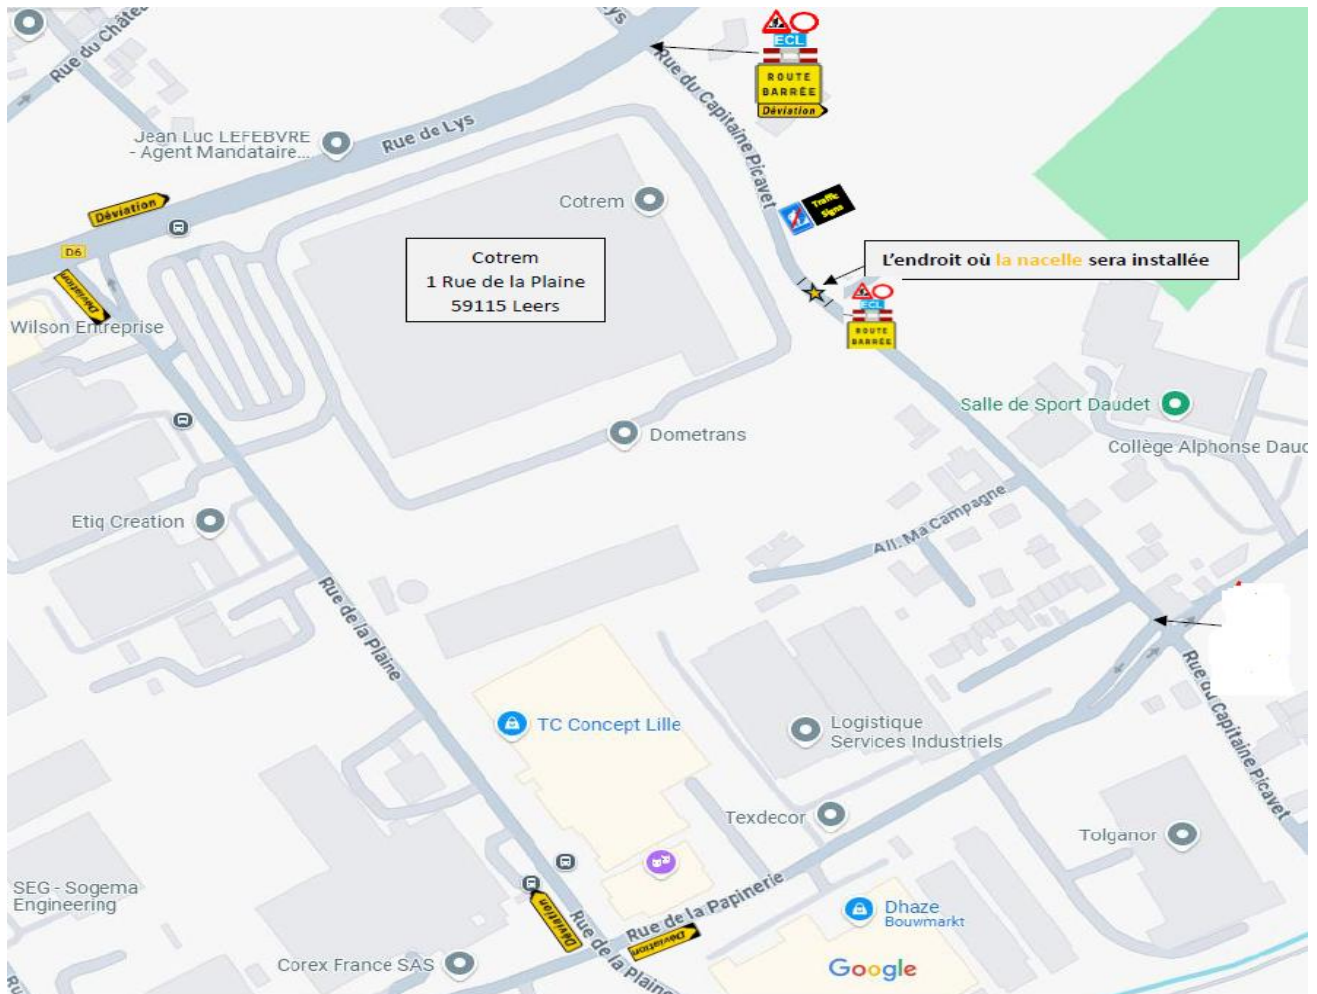 Rue du Châtea
Lys
ECL
ROUTE
BARRÉE
Déviation
Rue du Capitaine Picavet
Jean Luc LEFEBVRE
- Agent Mandataire...
Rue de Lys
Déviation
Cotrem
Traffic
Signs
D6
Cotrem
1 Rue de la Plaine
59115 Leers
L'endroit où la nacelle sera installée
Déviation
ECL
ROUTE
BARRÉE
Wilson Entreprise
Salle de Sport Daudet
Dometrans
Collège Alphonse Daud
Etiq Creation
All. Ma Campagne
Rue de la Plaine
Rue du Capitaine Picavet
TC Concept Lille
Logistique
Services Industriels
Texdecor
Tolganor
SEG - Sogema
Engineering
Déviation
Rue de la Papinerie
Dhaze
Bouwmarkt
Déviation
Rue de la Plaine
Corex France SAS
Google
Ru